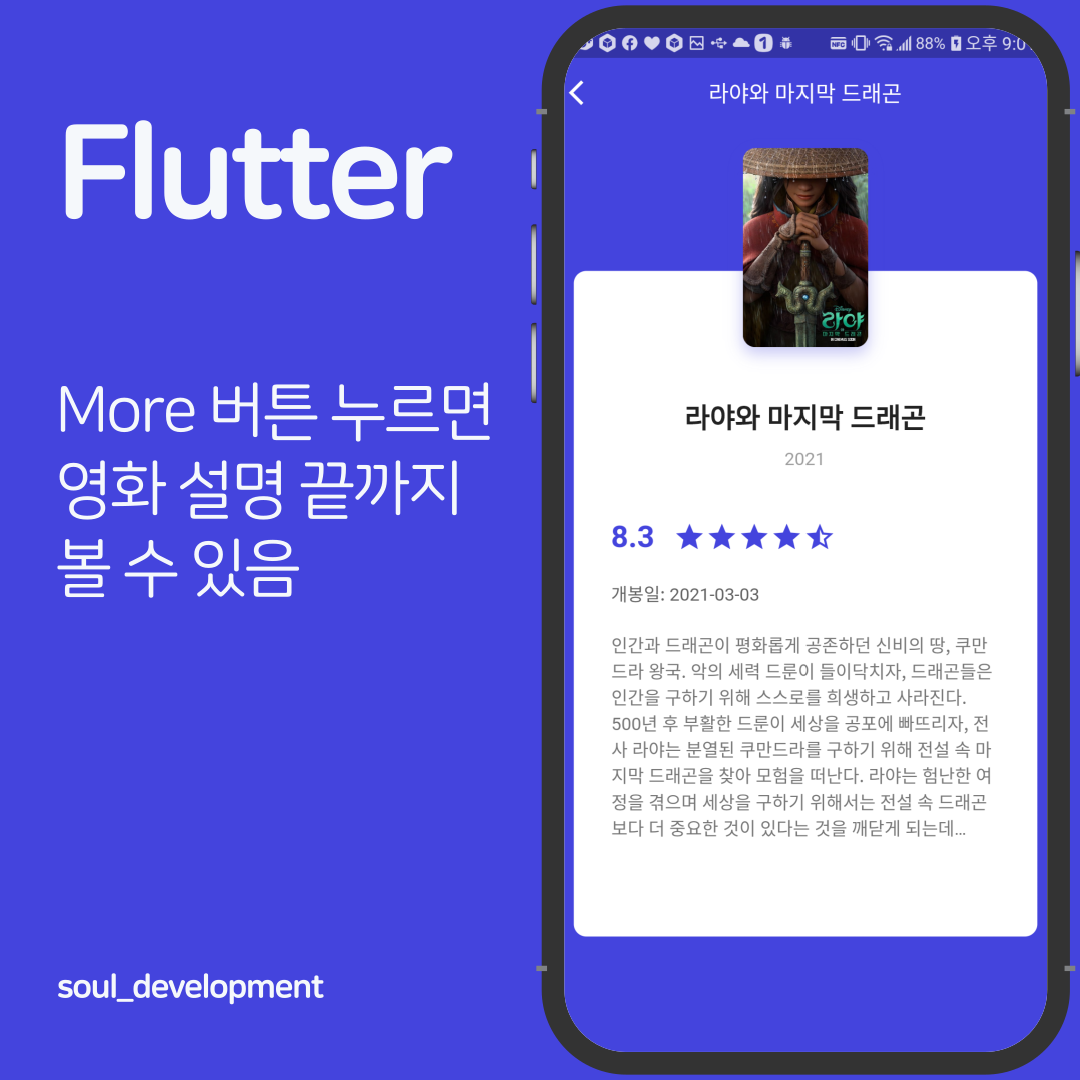 Flutter
More 버튼 누르면
영화 설명 끝까지
볼 수 있음
soul_development
1 NFC 88% 오후 9:0
라야와 마지막 드래곤
Disney
라야
마지막 드래곤
라야와 마지막 드래곤
2021
8.3
개봉일: 2021-03-03
인간과 드래곤이 평화롭게 공존하던 신비의 땅, 쿠만
드라 왕국. 악의 세력 드룬이 들이닥치자, 드래곤들은
인간을 구하기 위해 스스로를 희생하고 사라진다.
500년 후 부활한 드룬이 세상을 공포에 빠뜨리자, 전
사 라야는 분열된 쿠만드라를 구하기 위해 전설 속 마
지막 드래곤을 찾아 모험을 떠난다. 라야는 험난한 여
정을 겪으며 세상을 구하기 위해서는 전설 속 드래곤
보다 더 중요한 것이 있다는 것을 깨닫게 되는데...